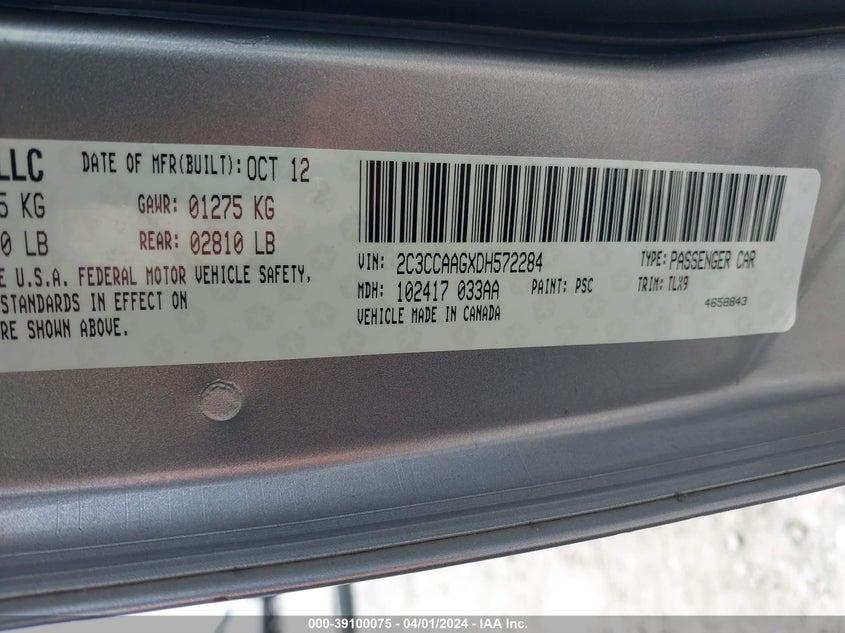 LLC DATE OF MFR(BUILT): OCT 12
5 KG GAWR: 01275 KG
0 LB REAR: 02810 LB
E U.S.A. FEDERAL MOTOR VEHICLE SAFETY,
STANDARDS IN EFFECT ON
RE SHOWN ABOVE.
VIN: 2C3CCAAGXDH572284 TYPE: PASSENGER CAR
MDH: 102417 033AA PAINT: PSC TRIM: TLX9
VEHICLE MADE IN CANADA 4658843
000-39100075 - 04/01/2024 - IAA Inc.